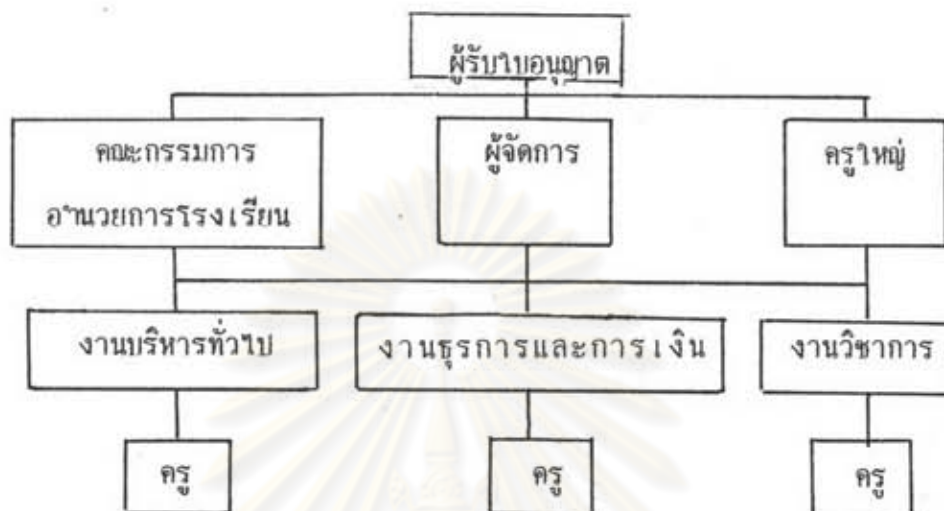 ผู้รับใบอนุญาต
คณะกรรมการ
อำนวยการโรงเรียน
ผู้จัดการ
ครูใหญ่
งานบริหารทั่วไป
งานธุรการและการเงิน
งานวิชาการ
ครู
ครู
ครู